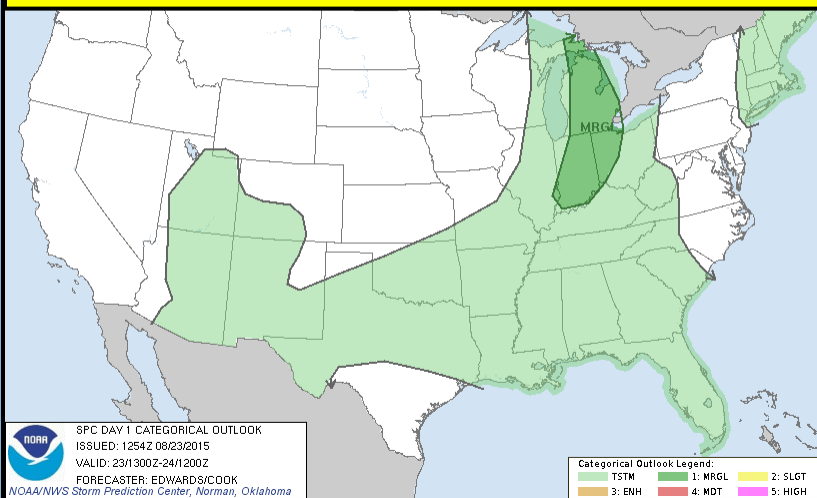 MRGL
SPC DAY 1 CATEGORICAL OUTLOOK
ISSUED: 1254Z 08/23/2015
VALID: 23/1300Z-24/1200Z
FORECASTER: EDWARDS/COOK
NOAA/NWS Storm Prediction Center, Norman, Oklahoma
NOAA
Categorical Outlook Legend:
TSTM 1: MRGL 2: SLGT
3: ENH 4: MDT 5: HIGH